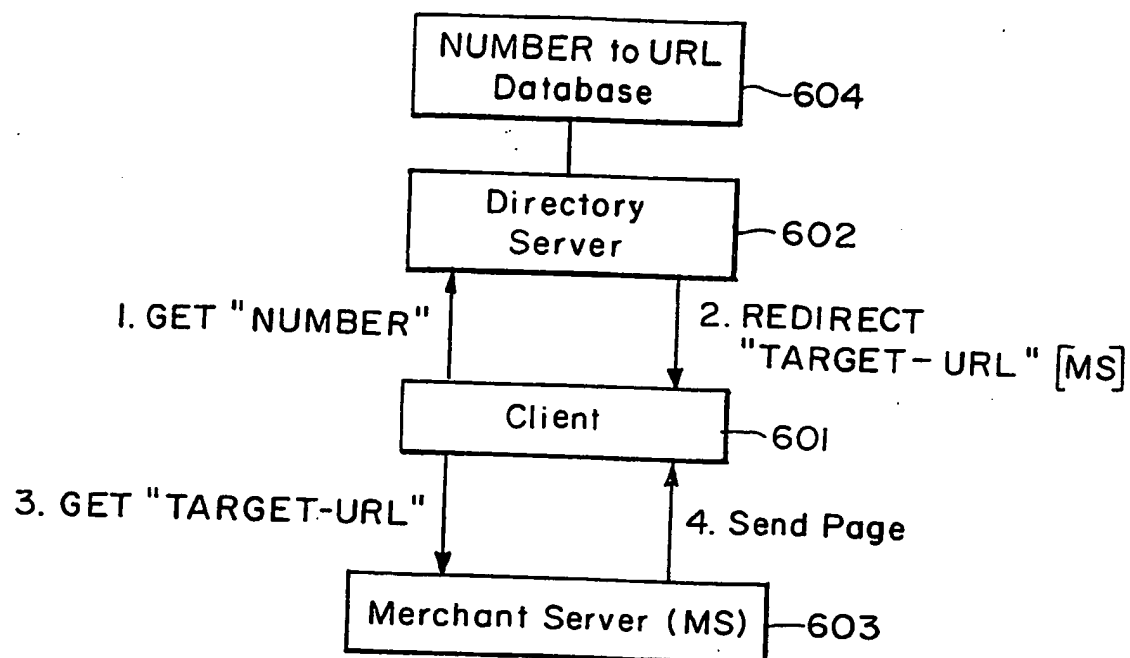 NUMBER to URL
Database
604
Directory
Server
602
1. GET "NUMBER"
2. REDIRECT
"TARGET-URL" [MS]
Client
601
3. GET "TARGET-URL"
4. Send Page
Merchant Server (MS)
603